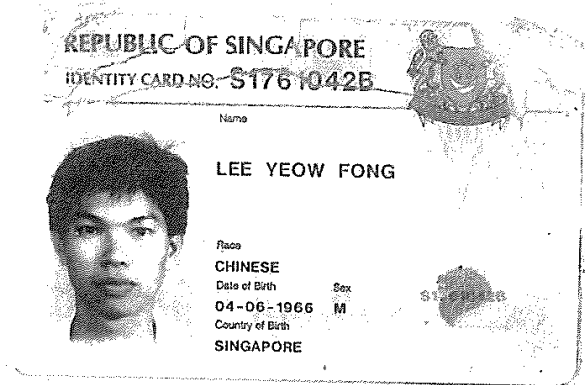 REPUBLIC OF SINGAPORE
IDENTITY CARD NO. S1761042B
Name
LEE YEOW FONG
Race
CHINESE
Date of Birth Sex
04-06-1966 M
Country of Birth
SINGAPORE